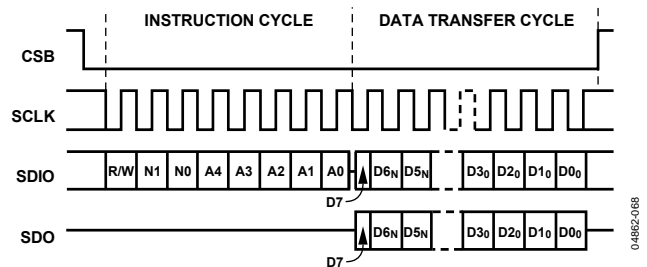 INSTRUCTION CYCLE DATA TRANSFER CYCLE
CSB
SCLK
SDIO R/W N1 N0 A4 A3 A2 A1 A0 D6N D5N D30 D20 D10 D00
D7
SDO D6N D5N D30 D20 D10 D00
D7
04862-068